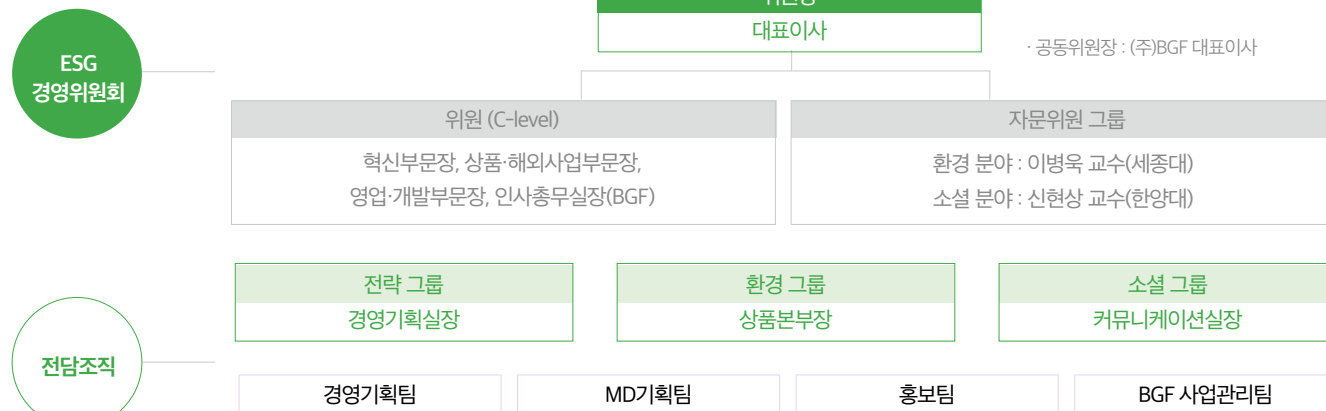 위원장
대표이사
· 공동위원장 : (주)BGF 대표이사
ESG
경영위원회
위원 (C-level)
혁신부문장, 상품·해외사업부문장,
영업·개발부문장, 인사총무실장(BGF)
자문위원 그룹
환경 분야 : 이병욱 교수(세종대)
소셜 분야 : 신현상 교수(한양대)
전략 그룹
경영기획실장
환경 그룹
상품본부장
소셜 그룹
커뮤니케이션실장
전담조직
경영기획팀
MD기획팀
홍보팀
BGF 사업관리팀